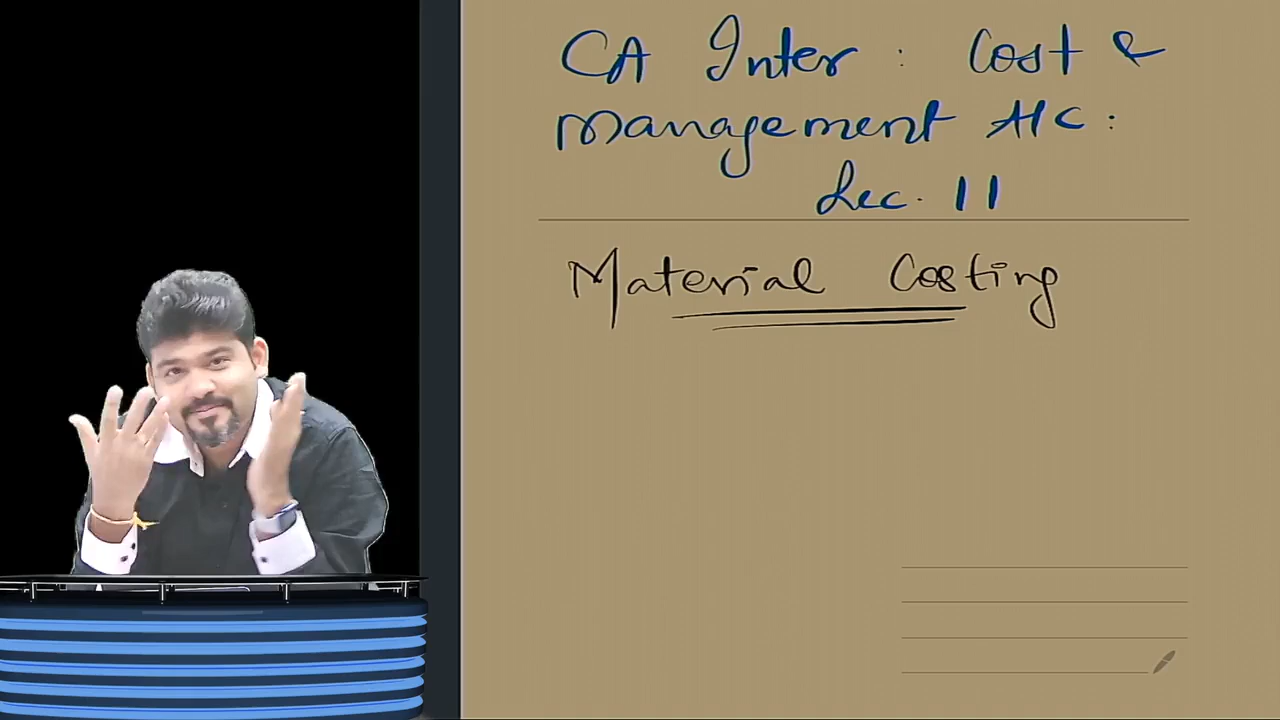 CA Inter : Cost &
Management A/C :
Lec. 11
Material Costing